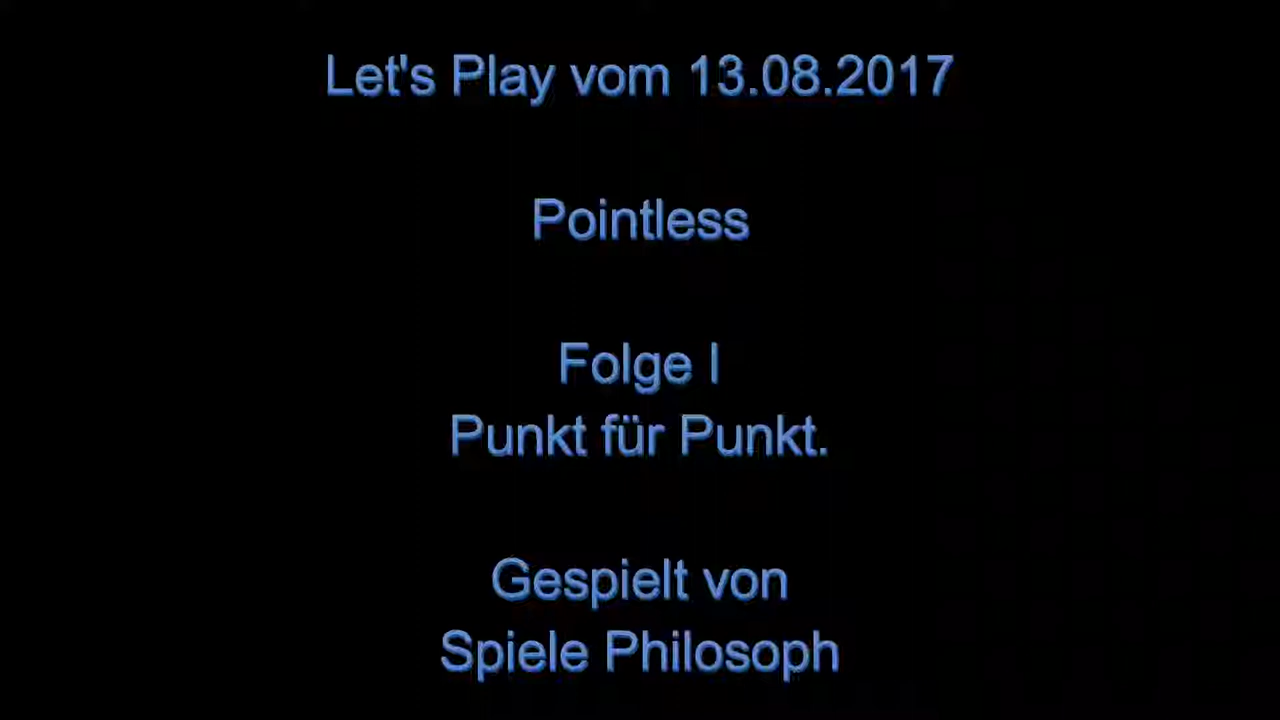 Let's Play vom 13.08.2017
Pointless
Folge I
Punkt für Punkt.
Gespielt von
Spiele Philosoph